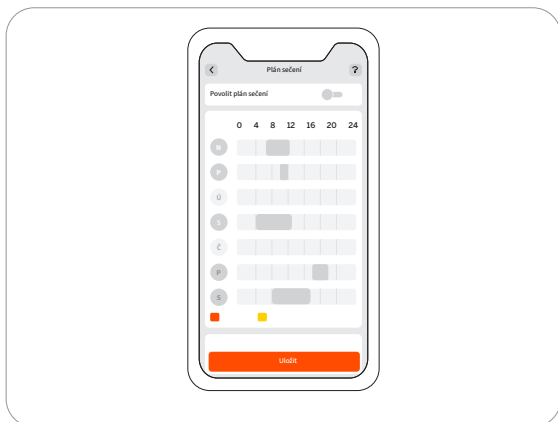 Plán sečení
?
Povolit plán sečení
0 4 8 12 16 20 24
N
P
Ú
S
Č
P
S
Uložit